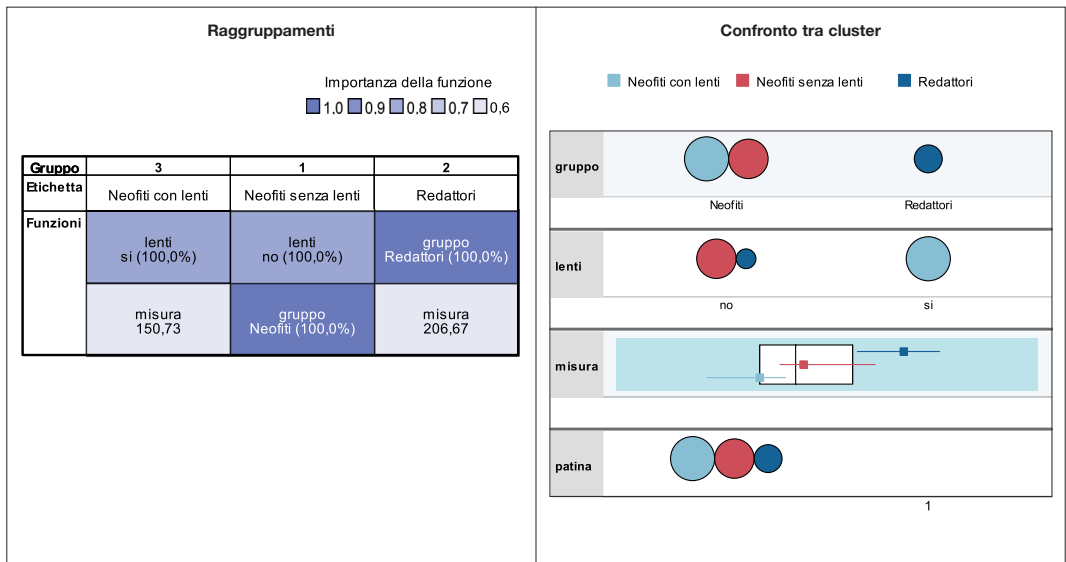 Raggruppamenti
Importanza della funzione
1,0 0,9 0,8 0,7 0,6
Gruppo 3 1 2
Etichetta Neofiti con lenti Neofiti senza lenti Redattori
Funzioni
lenti lenti gruppo
si (100,0%) no (100,0%) Redattori (100,0%)
misura gruppo misura
150,73 Neofiti (100,0%) 206,67
Confronto tra cluster
Neofiti con lenti Neofiti senza lenti Redattori
gruppo
Neofiti Redattori
lenti
no si
misura
patina
1